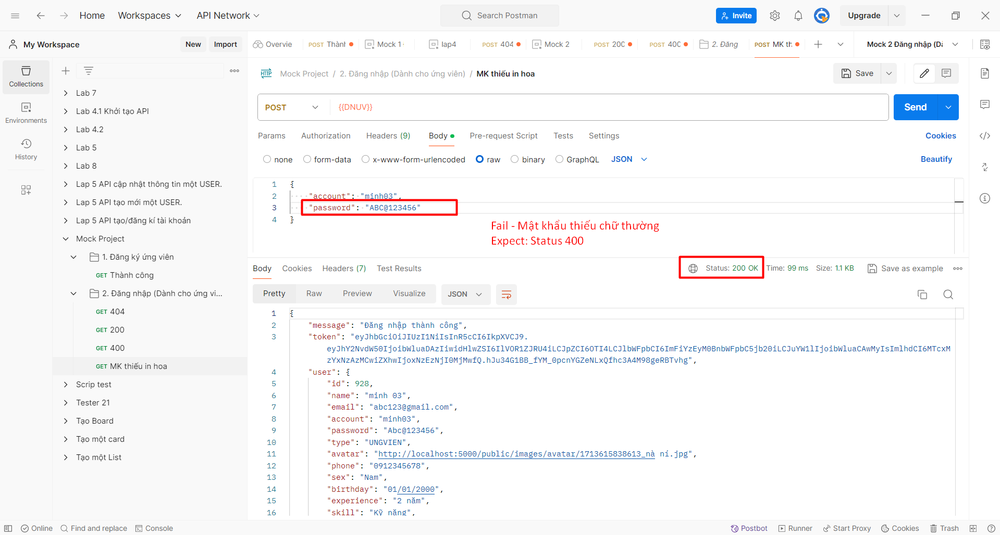 Home
Workspaces
API Network
Search Postman
Invite
Upgrade
My Workspace
New
Import
Overvie
POST Thành
Mock 1
lap4
POST 404
Mock 2
POST 200
POST 400
2. Đăng
POST MK th
Mock 2 Đăng nhập (Dà
HTTP Mock Project / 2. Đăng nhập (Dành cho ứng viên) / MK thiếu in hoa
Save
Collections
Environments
History
Lab 7
Lab 4.1 Khởi tạo API
Lab 4.2
Lab 5
Lab 8
Lap 5 API cập nhật thông tin một USER.
Lap 5 API tạo mới một USER.
Lap 5 API tạo/đăng kí tài khoản
Mock Project
1. Đăng ký ứng viên
GET Thành công
2. Đăng nhập (Dành cho ứng vi...
GET 404
GET 200
GET 400
GET MK thiếu in hoa
Scrip test
Tester 21
Tạo Board
Tạo một card
Tạo một List
POST
{{DNUV}}
Send
Params
Authorization
Headers (9)
Body
Pre-request Script
Tests
Settings
Cookies
none
form-data
x-www-form-urlencoded
raw
binary
GraphQL
JSON
Beautify
1 {
2 "account": "minh03",
3 "password": "ABC@123456"
4 }
Fail - Mật khẩu thiếu chữ thường
Expect: Status 400
Body
Cookies
Headers (7)
Test Results
Status: 200 OK
Time: 99 ms
Size: 1.1 KB
Save as example
Pretty
Raw
Preview
Visualize
JSON
1 {
2 "message": "Đăng nhập thành công",
3 "token": "eyJhbGciOiJIUzI1NiIsInR5cCI6IkpXVCJ9.
eyJhY2NvdW50IjoibWluaDAzIiwidHlwZSI6IlVOR1ZJRU4iLCJpZCI6OTI4LCJlbWFpbCI6ImFiYzEyM0BnbWFpbC5jb20iLCJuYW1lIjoibWluaCAwMyIsImlhdCI6MTcxM
zYxNzAzMCwiZXhwIjoxNzEzNjI0MjMwfQ.hJu34G1BB_fYM_0pcnYGZeNLxQfhc3A4M98geRBTvhg",
4 "user": {
5 "id": 928,
6 "name": "minh 03",
7 "email": "abc123@gmail.com",
8 "account": "minh03",
9 "password": "Abc@123456",
10 "type": "UNGVIEN",
11 "avatar": "http://localhost:5000/public/images/avatar/1713615838613_nà ní.jpg",
12 "phone": "0912345678",
13 "sex": "Nam",
14 "birthday": "01/01/2000",
15 "experience": "2 năm",
16 "skill": "Kỹ năng",
Online
Find and replace
Console
Postbot
Runner
Start Proxy
Cookies
Trash